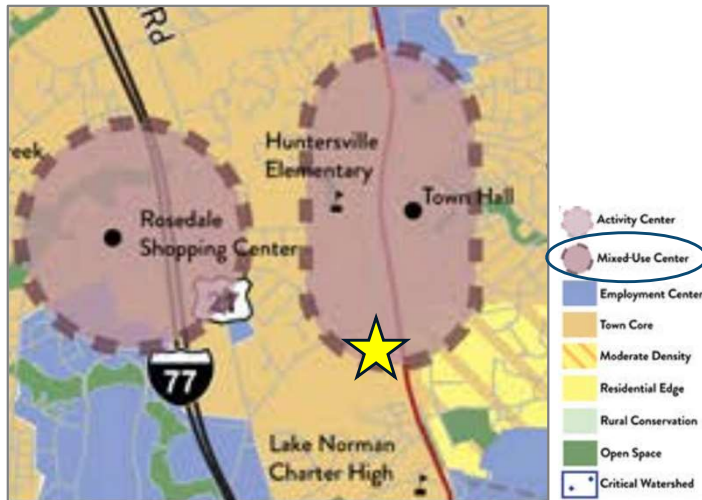 Rd
reek
Huntersville
Elementary
Town Hall
Rosedale
Shopping Center
21
77
Lake Norman
Charter High
Activity Center
Mixed-Use Center
Employment Center
Town Core
Moderate Density
Residential Edge
Rural Conservation
Open Space
Critical Watershed